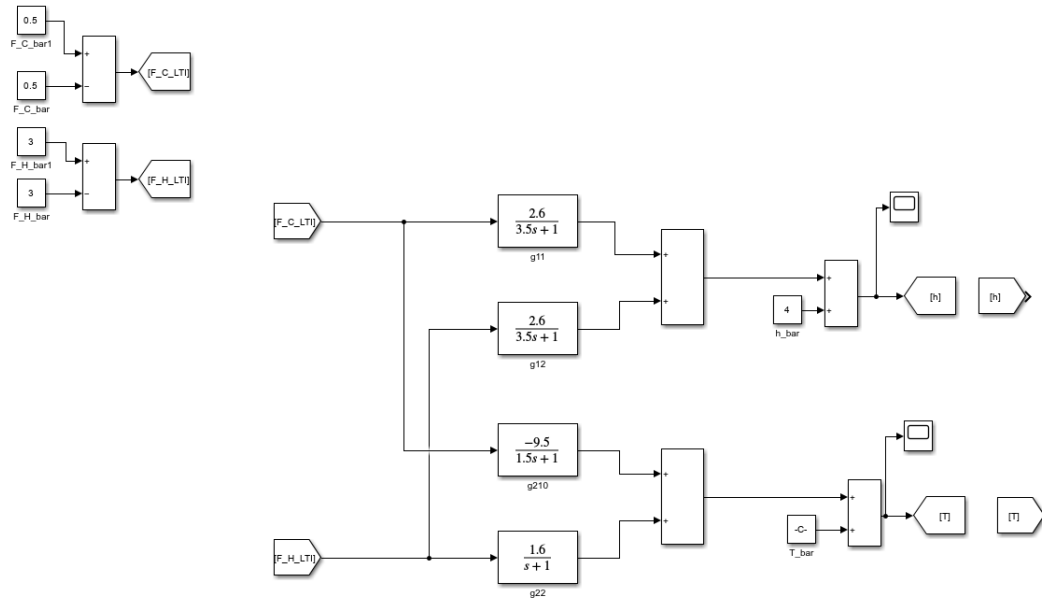 0.5
F_C_bar1
+
[F_C_LTI]
0.5
−
F_C_bar
3
F_H_bar1
+
[F_H_LTI]
3
−
F_H_bar
[F_C_LTI]
2.6
3.5s + 1
g11
+
+
+
[h]
[h]
4
+
h_bar
2.6
3.5s + 1
g12
−9.5
1.5s + 1
g210
+
+
+
[T]
[T]
-C-
+
T_bar
[F_H_LTI]
1.6
s + 1
g22